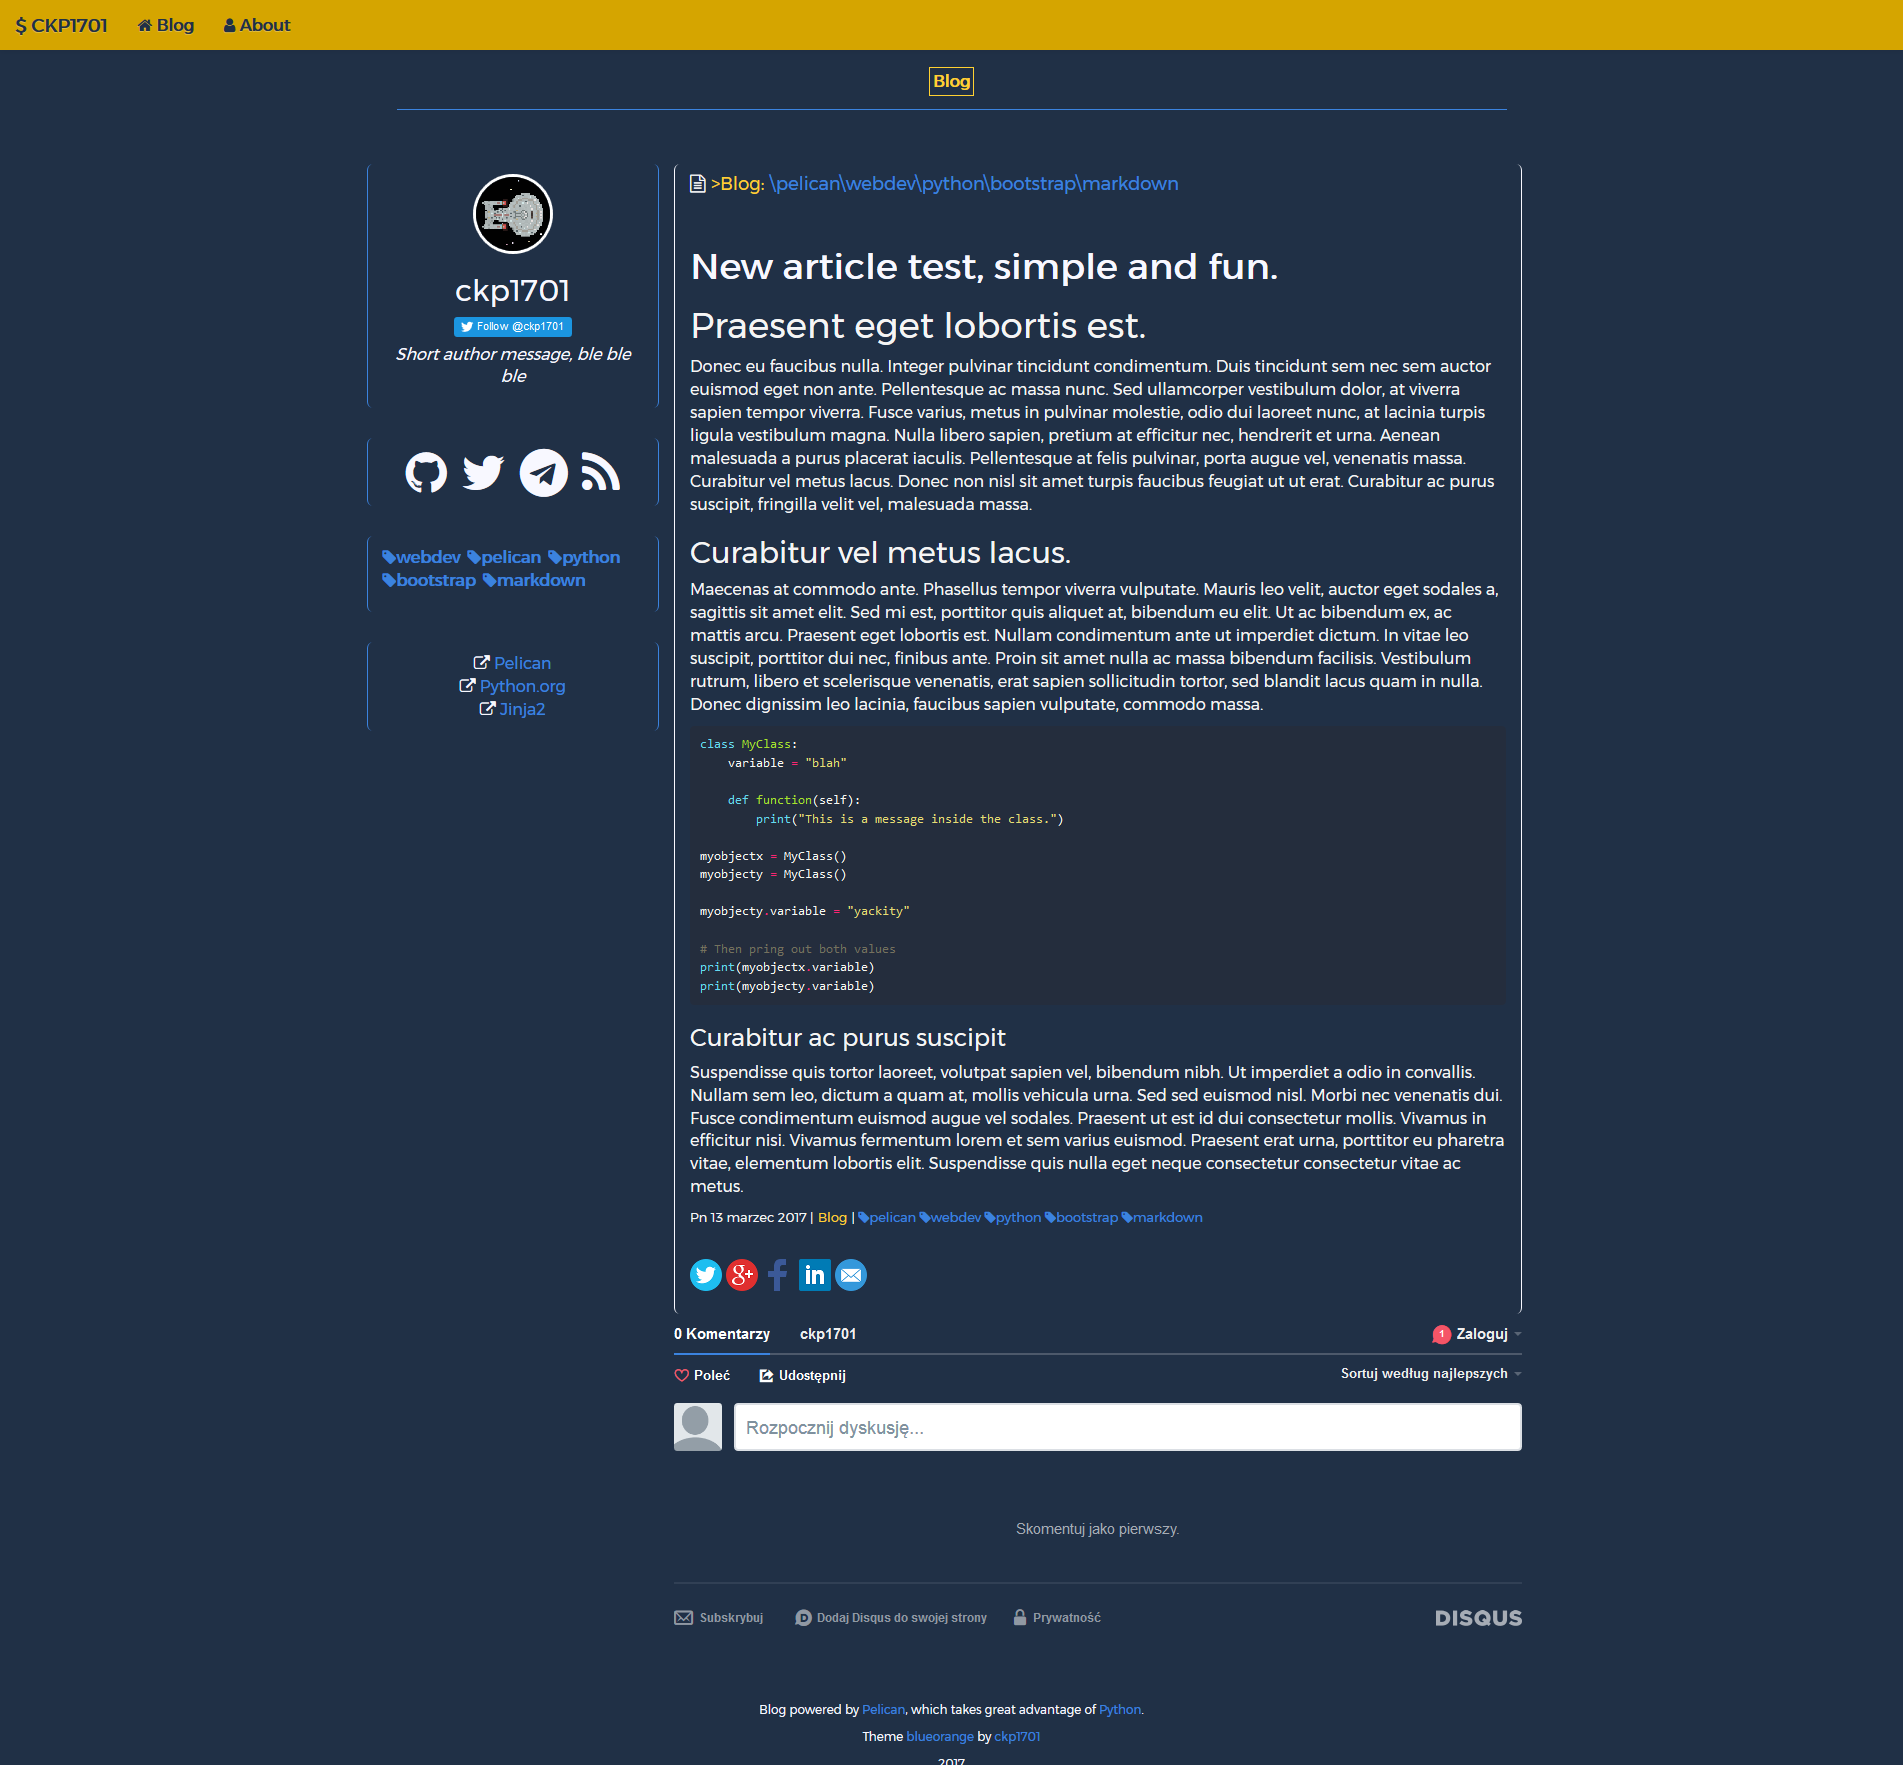 $ CKP1701 Blog About
Blog
ckp1701
Follow @ckp1701
Short author message, ble ble
ble
webdev pelican python
bootstrap markdown
Pelican
Python.org
Jinja2
>Blog: \pelican\webdev\python\bootstrap\markdown
New article test, simple and fun.
Praesent eget lobortis est.
Donec eu faucibus nulla. Integer pulvinar tincidunt condimentum. Duis tincidunt sem nec sem auctor
euismod eget non ante. Pellentesque ac massa nunc. Sed ullamcorper vestibulum dolor, at viverra
sapien tempor viverra. Fusce varius, metus in pulvinar molestie, odio dui laoreet nunc, at lacinia turpis
ligula vestibulum magna. Nulla libero sapien, pretium at efficitur nec, hendrerit et urna. Aenean
malesuada a purus placerat iaculis. Pellentesque at felis pulvinar, porta augue vel, venenatis massa.
Curabitur vel metus lacus. Donec non nisl sit amet turpis faucibus feugiat ut ut erat. Curabitur ac purus
suscipit, fringilla velit vel, malesuada massa.
Curabitur vel metus lacus.
Maecenas at commodo ante. Phasellus tempor viverra vulputate. Mauris leo velit, auctor eget sodales a,
sagittis sit amet elit. Sed mi est, porttitor quis aliquet at, bibendum eu elit. Ut ac bibendum ex, ac
mattis arcu. Praesent eget lobortis est. Nullam condimentum ante ut imperdiet dictum. In vitae leo
suscipit, porttitor dui nec, finibus ante. Proin sit amet nulla ac massa bibendum facilisis. Vestibulum
rutrum, libero et scelerisque venenatis, erat sapien sollicitudin tortor, sed blandit lacus quam in nulla.
Donec dignissim leo lacinia, faucibus sapien vulputate, commodo massa.
class MyClass:
    variable = "blah"
    def function(self):
        print("This is a message inside the class.")
myobjectx = MyClass()
myobjecty = MyClass()
myobjecty.variable = "yackity"
# Then pring out both values
print(myobjectx.variable)
print(myobjecty.variable)
Curabitur ac purus suscipit
Suspendisse quis tortor laoreet, volutpat sapien vel, bibendum nibh. Ut imperdiet a odio in convallis.
Nullam sem leo, dictum a quam at, mollis vehicula urna. Sed sed euismod nisl. Morbi nec venenatis dui.
Fusce condimentum euismod augue vel sodales. Praesent ut est id dui consectetur mollis. Vivamus in
efficitur nisi. Vivamus fermentum lorem et sem varius euismod. Praesent erat urna, porttitor eu pharetra
vitae, elementum lobortis elit. Suspendisse quis nulla eget neque consectetur consectetur vitae ac
metus.
Pn 13 marzec 2017 | Blog | pelican webdev python bootstrap markdown
g+ f in
0 Komentarzy ckp1701 1 Zaloguj
Poleć Udostępnij Sortuj według najlepszych
Rozpocznij dyskusję...
Skomentuj jako pierwszy.
Subskrybuj D Dodaj Disqus do swojej strony Prywatność DISQUS
Blog powered by Pelican, which takes great advantage of Python.
Theme blueorange by ckp1701
2017